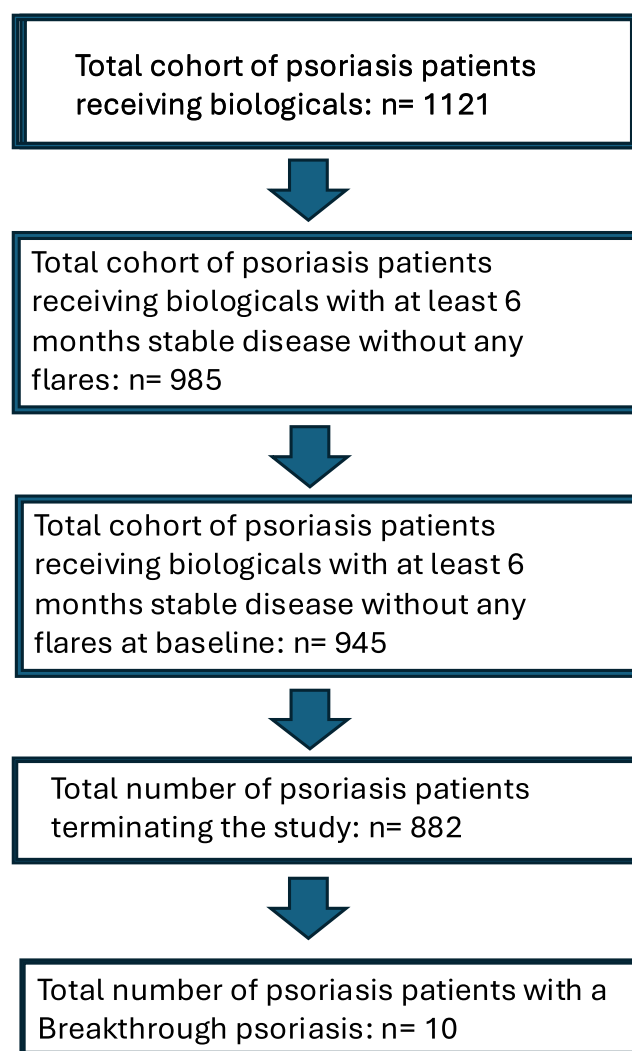 Total cohort of psoriasis patients
receiving biologicals: n= 1121
Total cohort of psoriasis patients
receiving biologicals with at least 6
months stable disease without any
flares: n= 985
Total cohort of psoriasis patients
receiving biologicals with at least 6
months stable disease without any
flares at baseline: n= 945
Total number of psoriasis patients
terminating the study: n= 882
Total number of psoriasis patients with a
Breakthrough psoriasis: n= 10